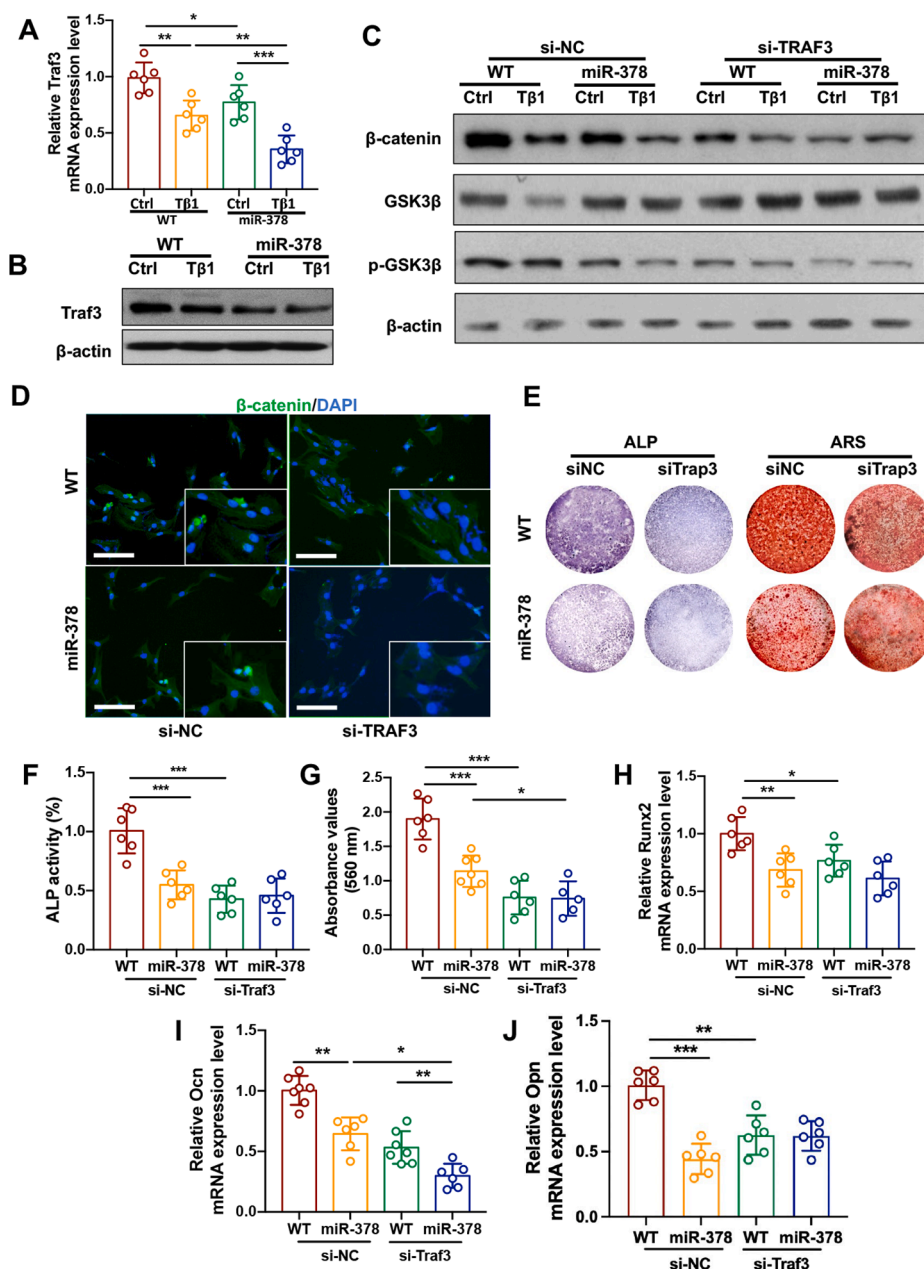 A
Relative Traf3
mRNA expression level
1.5
1.0
0.5
0.0
*
**
**
***
Ctrl Tβ1 Ctrl Tβ1
WT miR-378
B
WT miR-378
Ctrl Tβ1 Ctrl Tβ1
Traf3
β-actin
C
si-NC si-TRAF3
WT miR-378 WT miR-378
Ctrl Tβ1 Ctrl Tβ1 Ctrl Tβ1 Ctrl Tβ1
β-catenin
GSK3β
p-GSK3β
β-actin
D
β-catenin/DAPI
WT
miR-378
si-NC si-TRAF3
E
ALP ARS
siNC siTrap3 siNC siTrap3
WT
miR-378
F
ALP activity (%)
1.5
1.0
0.5
0.0
***
***
WT miR-378 WT miR-378
si-NC si-Traf3
G
Absorbance values
(560 nm)
2.5
2.0
1.5
1.0
0.5
0.0
***
***
*
WT miR-378 WT miR-378
si-NC si-Traf3
H
Relative Runx2
mRNA expression level
1.5
1.0
0.5
0.0
*
**
WT miR-378 WT miR-378
si-NC si-Traf3
I
Relative Ocn
mRNA expression level
1.5
1.0
0.5
0.0
** *
**
WT miR-378 WT miR-378
si-NC si-Traf3
J
Relative Opn
mRNA expression level
1.5
1.0
0.5
0.0
**
***
WT miR-378 WT miR-378
si-NC si-Traf3